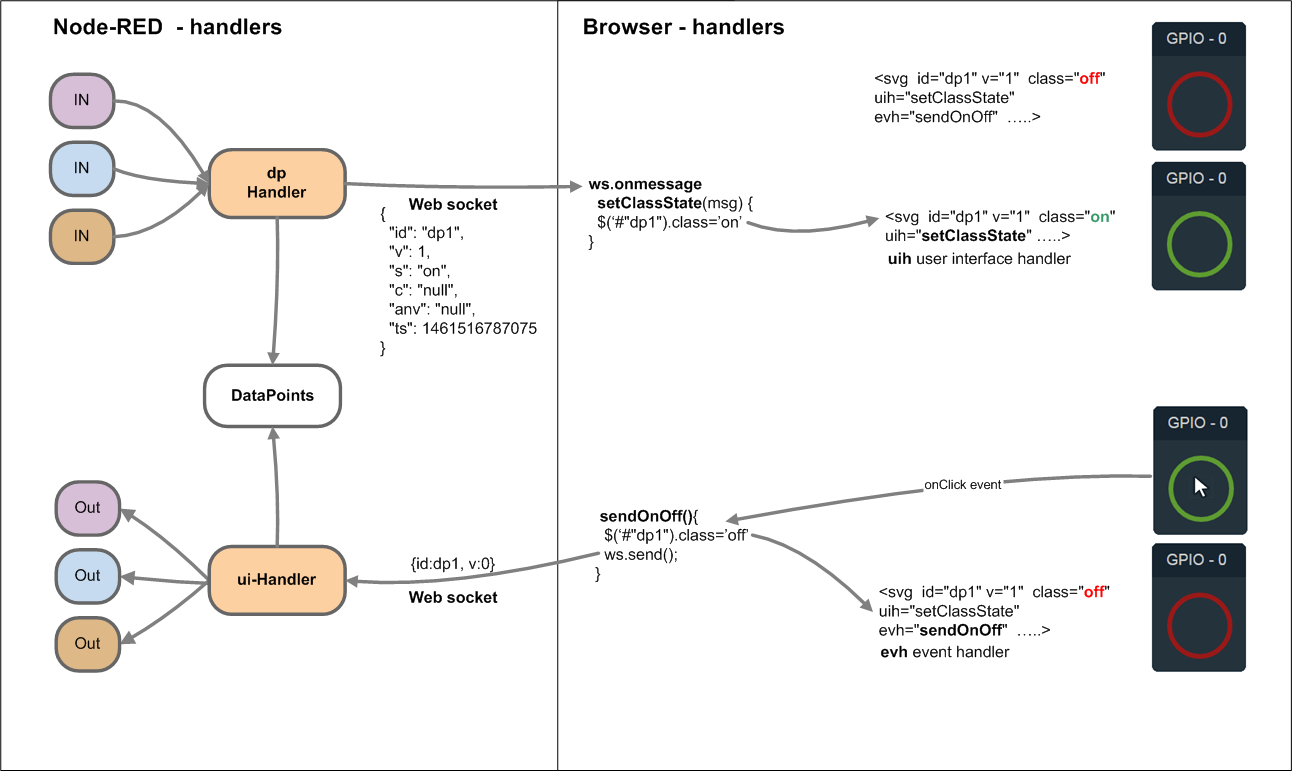 Node-RED  - handlers
Browser - handlers
GPIO - 0
IN
IN
IN
dp
Handler
<svg  id="dp1" v="1"  class="off"
uih="setClassState"
evh="sendOnOff"  …..>
GPIO - 0
Web socket
{
"id": "dp1",
"v": 1,
"s": "on",
"c": "null",
"anv": "null",
"ts": 1461516787075
}
ws.onmessage
setClassState(msg) {
$(‘#"dp1").class=’on’
}
<svg  id="dp1" v="1"  class="on"
uih="setClassState" …..>
uih user interface handler
DataPoints
GPIO - 0
onClick event
Out
Out
Out
ui-Handler
{id:dp1, v:0}
Web socket
sendOnOff(){
$(‘#"dp1").class=’off’
ws.send();
}
GPIO - 0
<svg  id="dp1" v="1"  class="off"
uih="setClassState"
evh="sendOnOff"  …..>
evh event handler